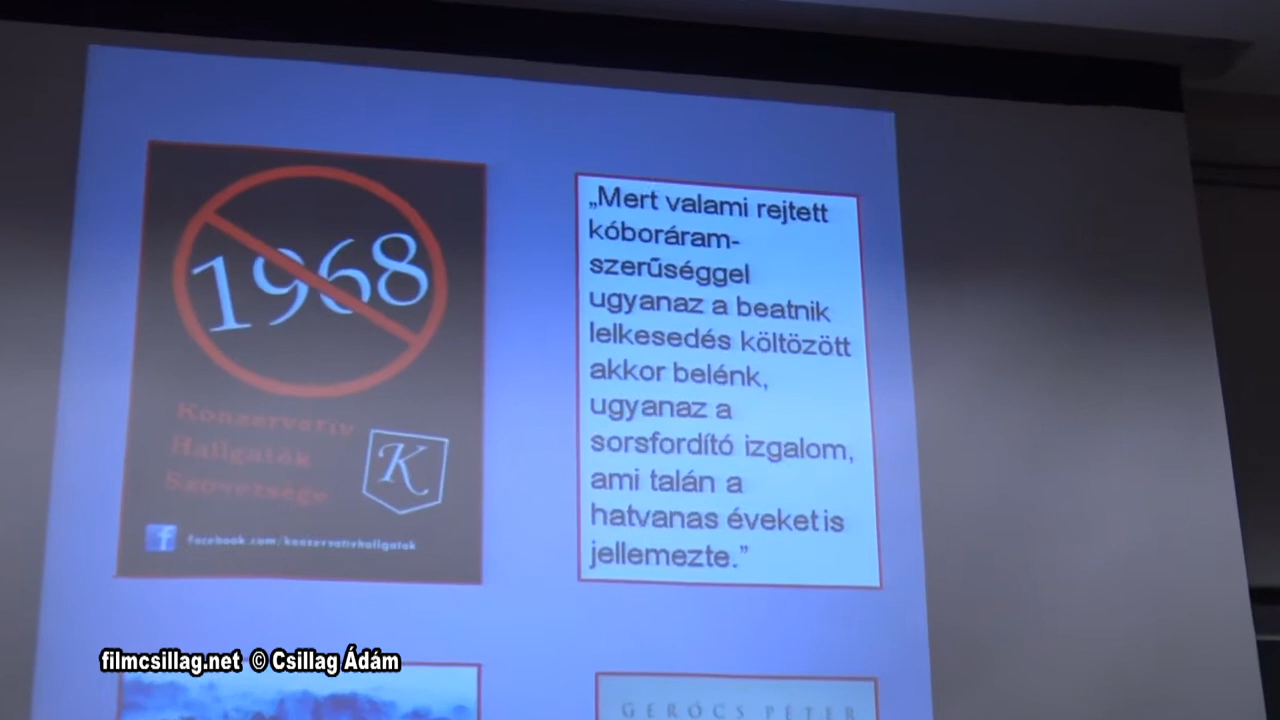 1968
Konzervatív
Hallgatók
Szövetsége
K
facebook.com/konzervativhallgatok
„Mert valami rejtett
kóboráram-
szerűséggel
ugyanaz a beatnik
lelkesedés költözött
akkor belénk,
ugyanaz a
sorsfordító izgalom,
ami talán a
hatvanas éveket is
jellemezte.”
filmcsillag.net © Csillag Ádám
GERŐCS PÉTER